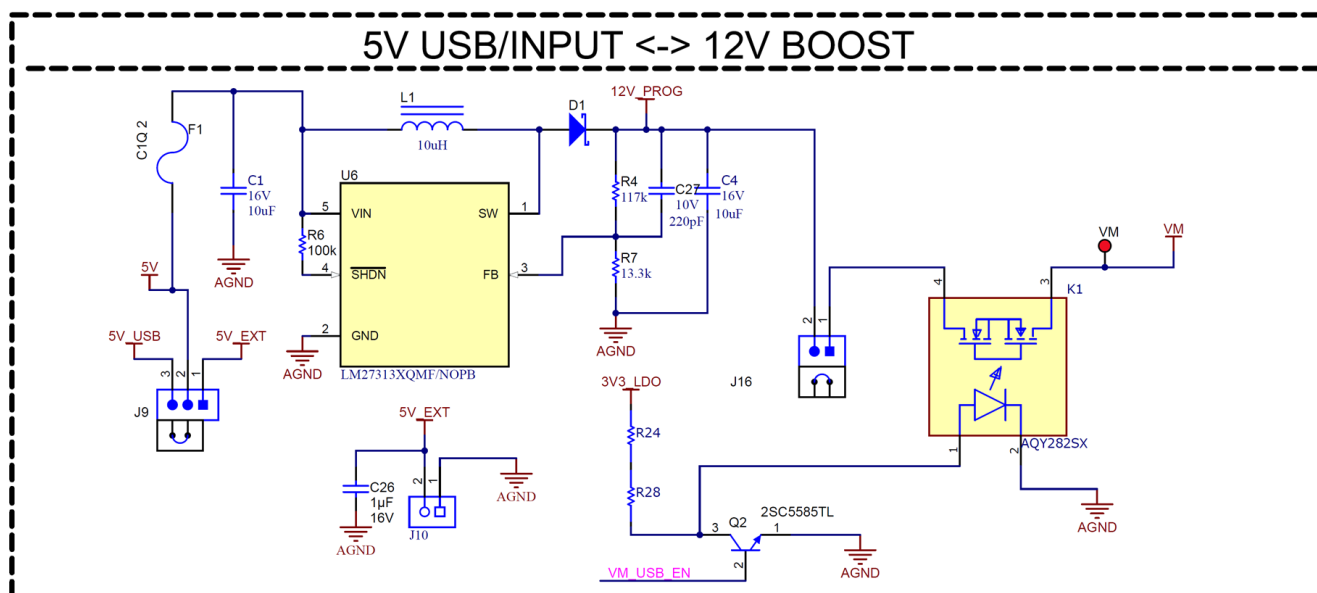 5V USB/INPUT <-> 12V BOOST
L1
10uH
D1
12V_PROG
C1Q 2
F1
C1
16V
10uF
AGND
U6
5
VIN
SW
1
R6
100k
4
SHDN
FB
3
2
GND
AGND
LM27313XQMF/NOPB
R4
117k
C27
10V
220pF
C4
16V
10uF
R7
13.3k
AGND
5V
5V_USB
5V_EXT
3
2
1
J9
5V_EXT
C26
1µF
16V
AGND
2
1
J10
AGND
2
1
J16
VM
VM
4
3
K1
AQY282SX
1
2
AGND
3V3_LDO
R24
R28
3
Q2
2SC5585TL
1
2
VM_USB_EN
AGND